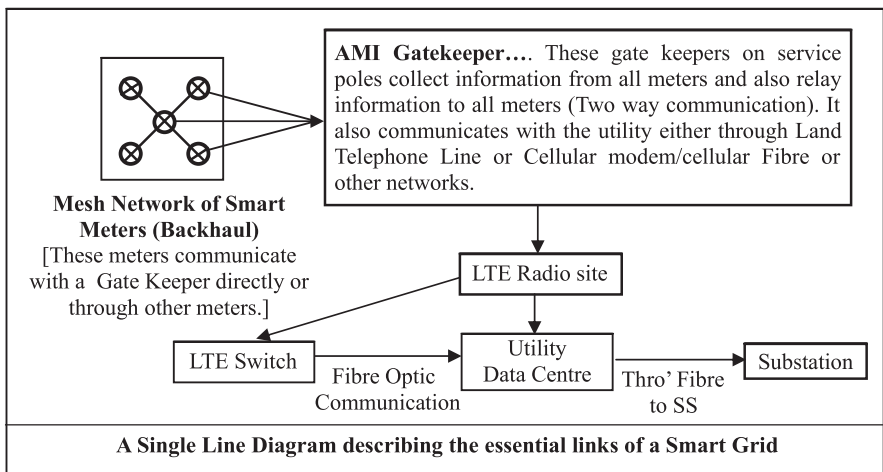 AMI Gatekeeper…. These gate keepers on service
poles collect information from all meters and also relay
information to all meters (Two way communication). It
also communicates with the utility either through Land
Telephone Line or Cellular modem/cellular Fibre or
other networks.
Mesh Network of Smart
Meters (Backhaul)
[These meters communicate
with a Gate Keeper directly or
through other meters.]
LTE Radio site
LTE Switch
Fibre Optic
Communication
Utility
Data Centre
Thro' Fibre
to SS
Substation
A Single Line Diagram describing the essential links of a Smart Grid